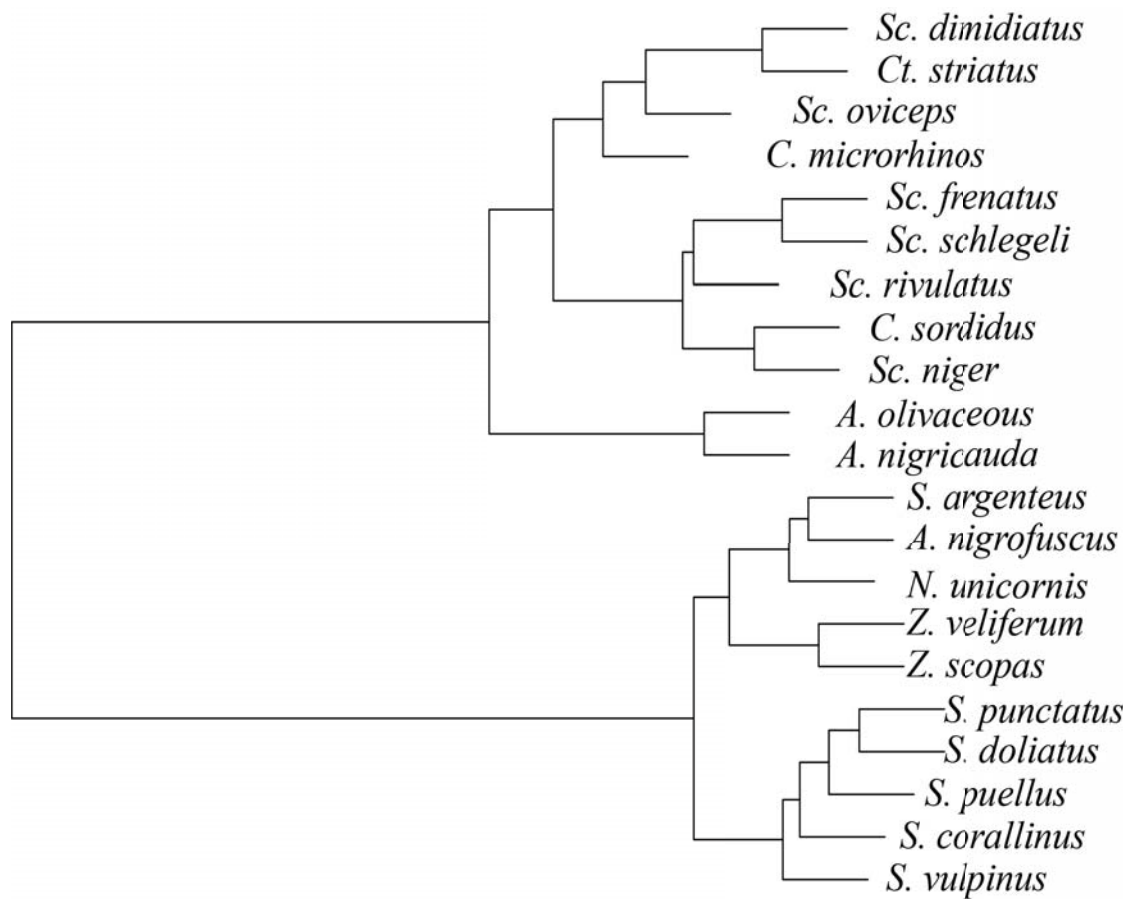 Sc. dimidiatus
Ct. striatus
Sc. oviceps
C. microrhinos
Sc. frenatus
Sc. schlegeli
Sc. rivulatus
C. sordidus
Sc. niger
A. olivaceous
A. nigricauda
S. argenteus
A. nigrofuscus
N. unicornis
Z. veliferum
Z. scopas
S. punctatus
S. doliatus
S. puellus
S. corallinus
S. vulpinus